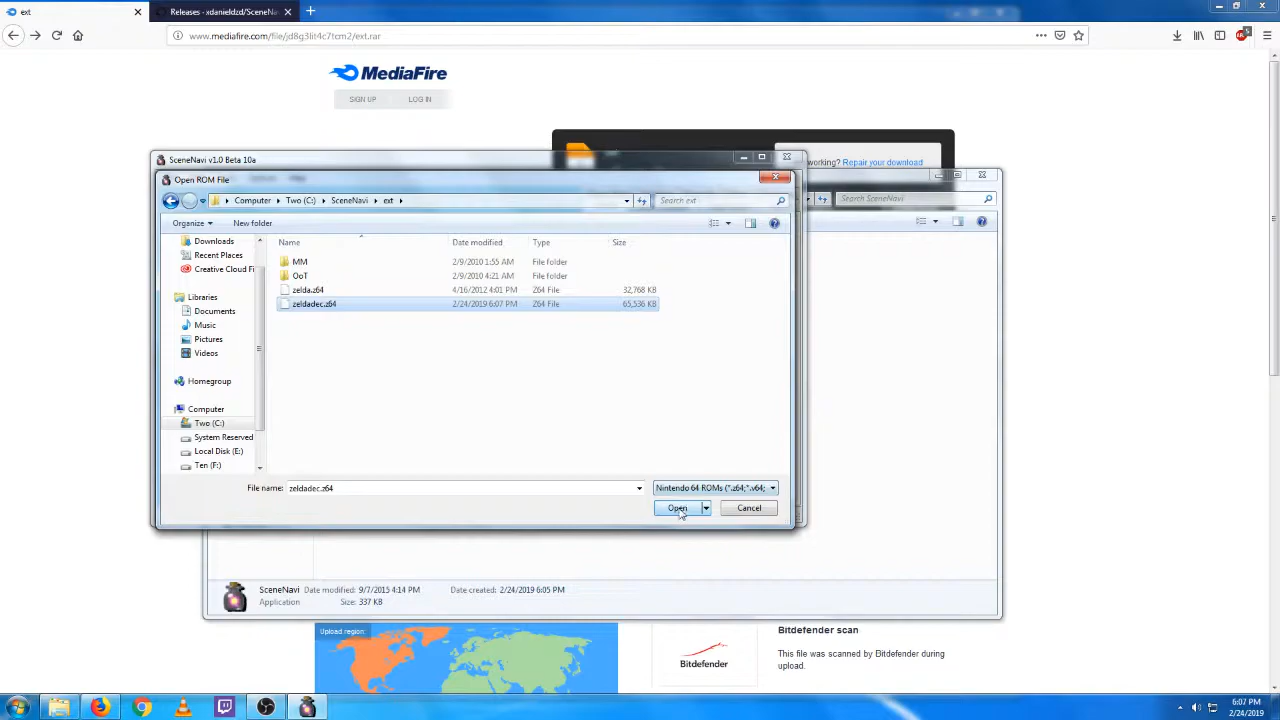 ext
Releases · xdanieldzd/SceneNavi
www.mediafire.com/file/jd8g3lit4c7tcm2/ext.rar
MediaFire
SIGN UP LOG IN
working? Repair your download
SceneNavi v1.0 Beta 10a
Open ROM File
Computer Two (C:) SceneNavi ext
Search ext
Search SceneNavi
Organize New folder
Name Date modified Type Size
Downloads
Recent Places
Creative Cloud Fi
Libraries
Documents
Music
Pictures
Videos
Homegroup
Computer
Two (C:)
System Reserved
Local Disk (E:)
Ten (F:)
MM 2/9/2010 1:55 AM File folder
OoT 2/9/2010 4:21 AM File folder
zelda.z64 4/16/2012 4:01 PM Z64 File 32,768 KB
zeldadec.z64 2/24/2019 6:07 PM Z64 File 65,536 KB
File name: zeldadec.z64 Nintendo 64 ROMs (*.z64;*.v64;
Open Cancel
SceneNavi Date modified: 9/7/2015 4:14 PM Date created: 2/24/2019 6:05 PM
Application Size: 337 KB
Upload region:
Bitdefender
Bitdefender scan
This file was scanned by Bitdefender during
upload.
6:07 PM
2/24/2019